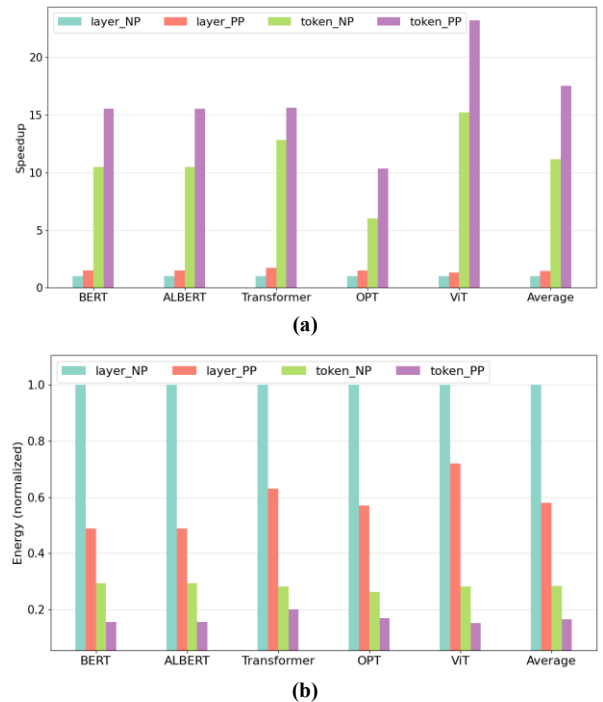 layer_NP layer_PP token_NP token_PP
20
15
10
5
0
Speedup
BERT ALBERT Transformer OPT ViT Average
(a)
layer_NP layer_PP token_NP token_PP
1.0
0.8
0.6
0.4
0.2
Energy (normalized)
BERT ALBERT Transformer OPT ViT Average
(b)